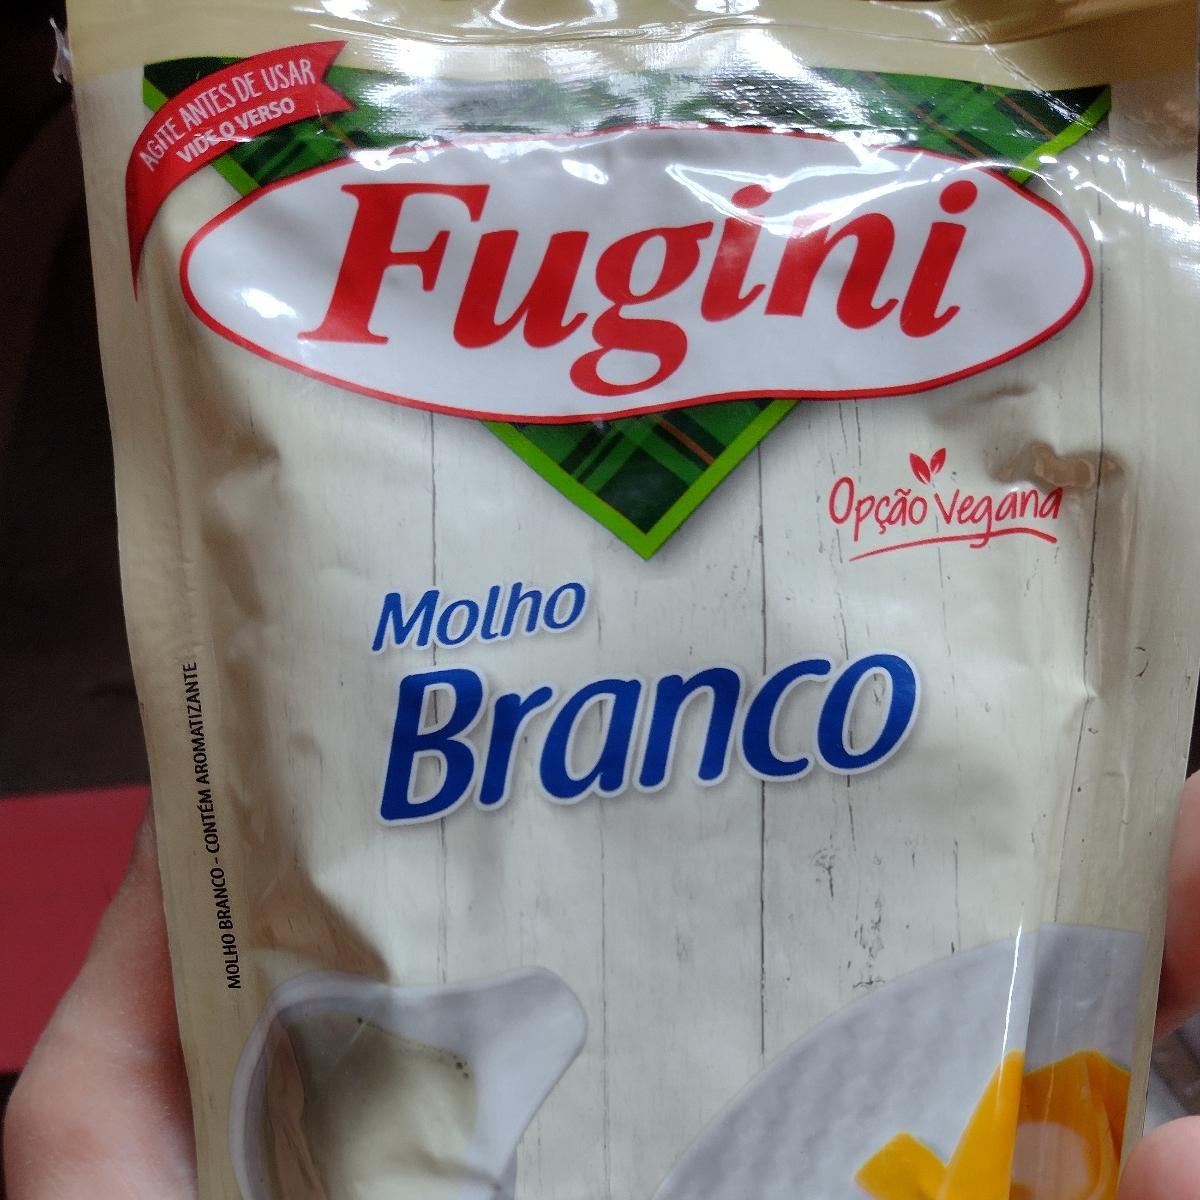 AGITE ANTES DE USAR
VIDE O VERSO
Fugini
Opção Vegana
Molho
Branco
MOLHO BRANCO - CONTÉM AROMATIZANTE